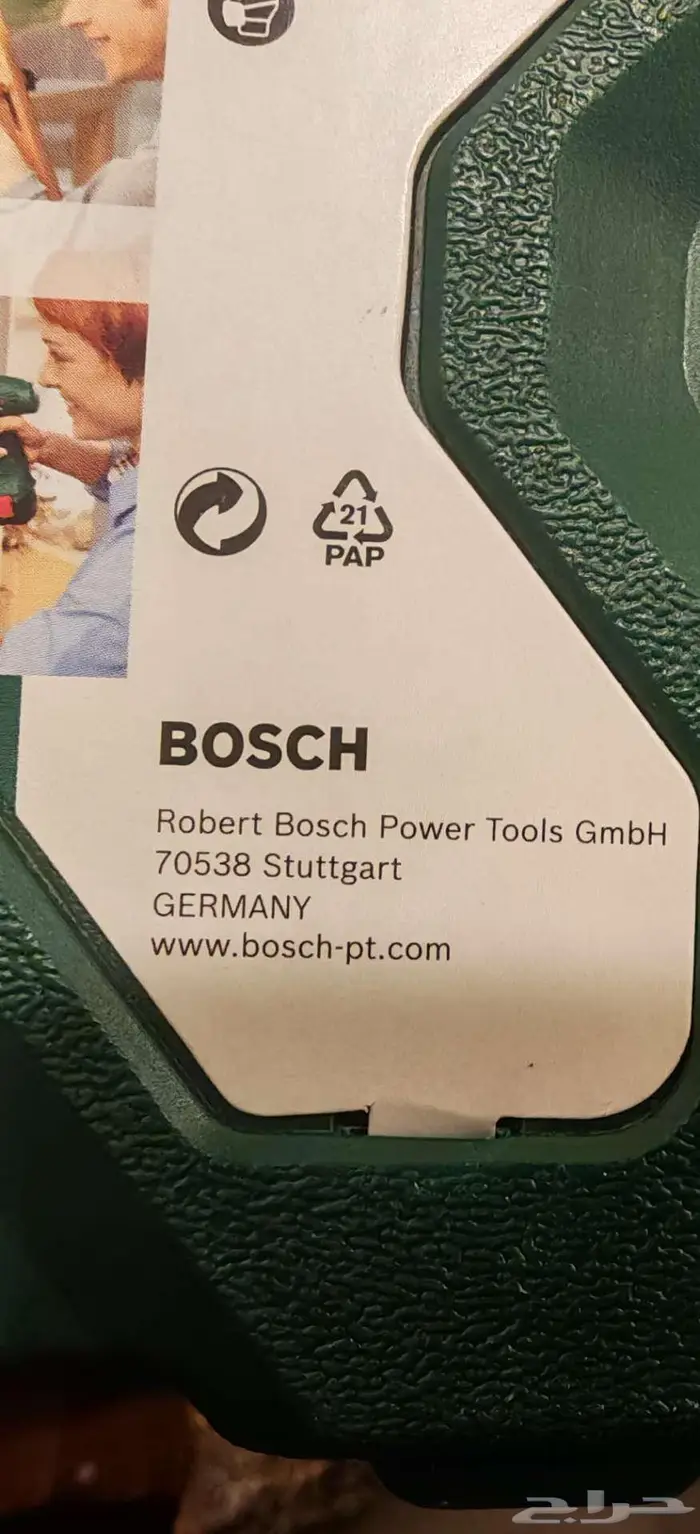 21
PAP
BOSCH
Robert Bosch Power Tools GmbH
70538 Stuttgart
GERMANY
www.bosch-pt.com
حراج